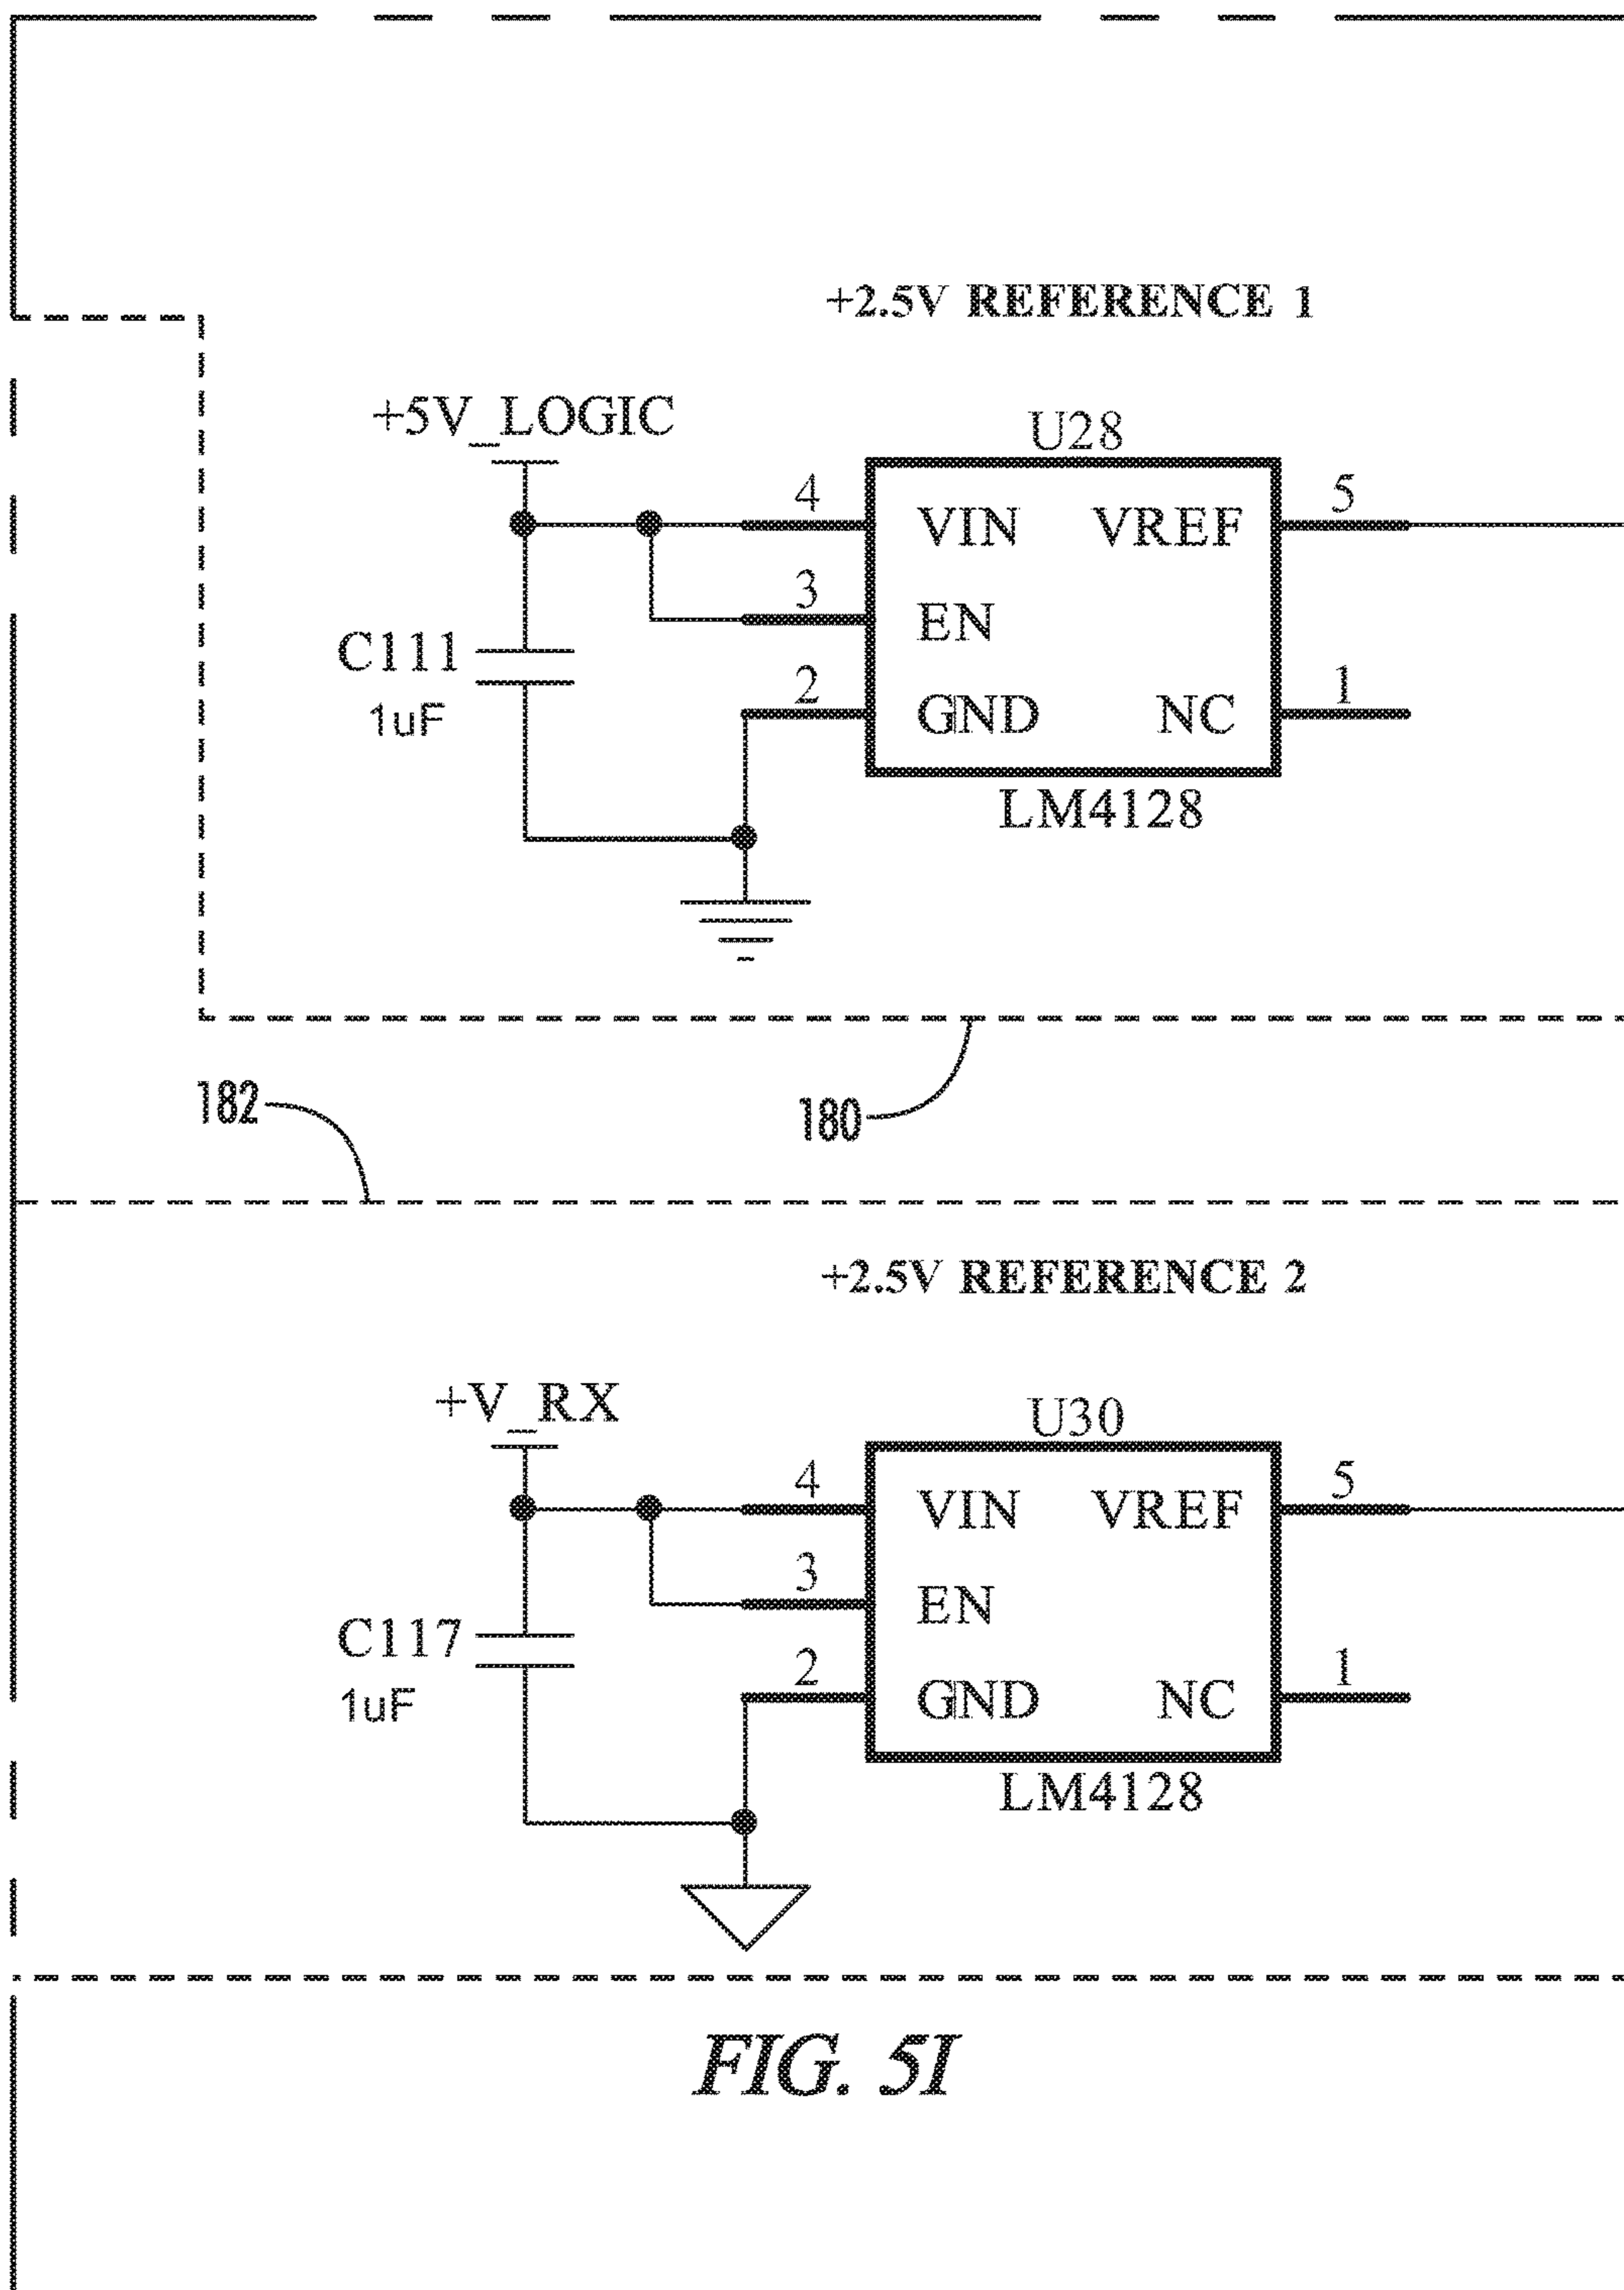 +2.5V REFERENCE 1
+5V_LOGIC
U28
4
VIN
VREF
5
3
EN
C111
1uF
2
GND
NC
1
LM4128
182
180
+2.5V REFERENCE 2
+V_RX
U30
4
VIN
VREF
5
3
EN
C117
1uF
2
GND
NC
1
LM4128
FIG. 5I